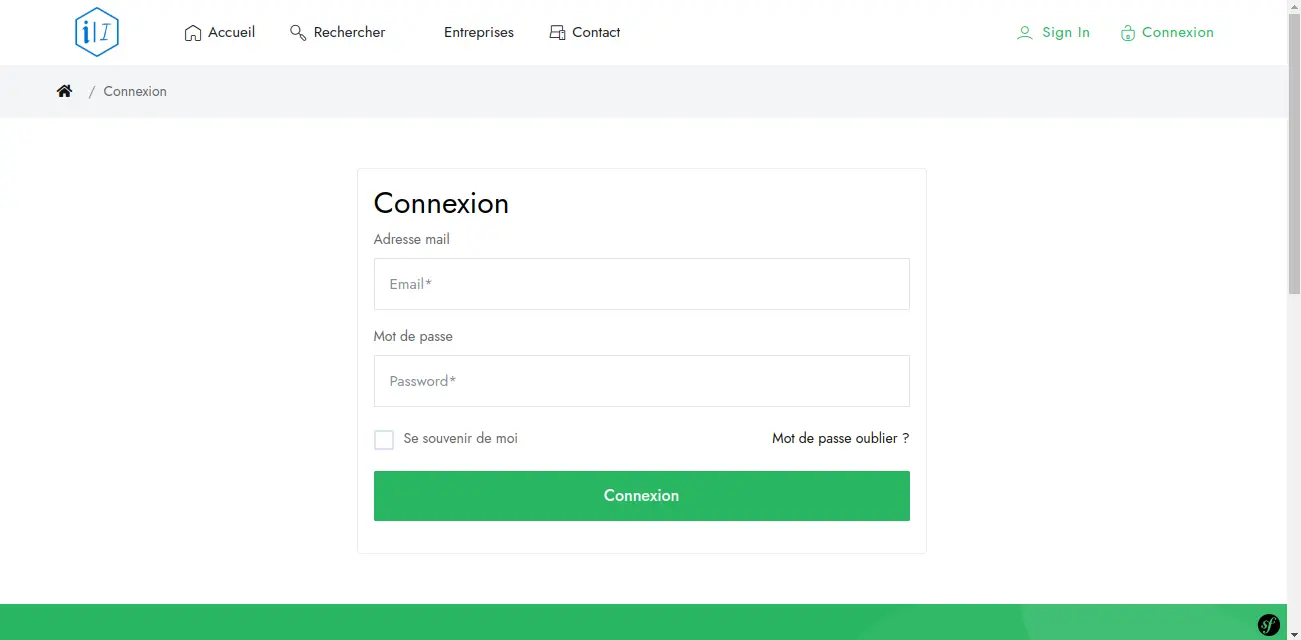 Accueil
Rechercher
Entreprises
Contact
Sign In
Connexion
/ Connexion
Connexion
Adresse mail
Email*
Mot de passe
Password*
Se souvenir de moi
Mot de passe oublier ?
Connexion
sf